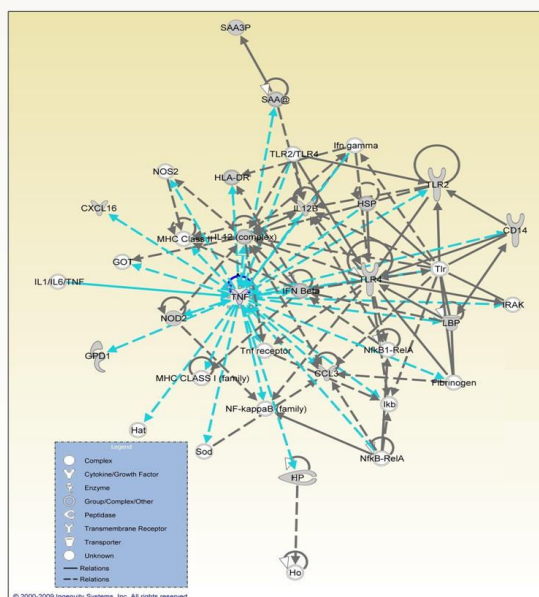 SAA3P
SAA@
Ifn gamma
TLR2/TLR4
NOS2
HLA-DR
TLR2
CXCL16
IL12B
HSP
CD14
MHC Class II
IL12 (complex)
GOT
Tlr
IL1/IL6/TNF
TNF
IFN Beta
TLR4
IRAK
NOD2
LBP
GPD1
Tnf receptor
NfkB1-RelA
MHC CLASS I (family)
CCL3
Fibrinogen
NF-kappaB (family)
Ikb
Hat
Sod
NfkB-RelA
HP
Ho
Legend
Complex
Cytokine/Growth Factor
Enzyme
Group/Complex/Other
Peptidase
Transmembrane Receptor
Transporter
Unknown
Relations
Relations
© 2000-2009 Ingenuity Systems, Inc. All rights reserved.